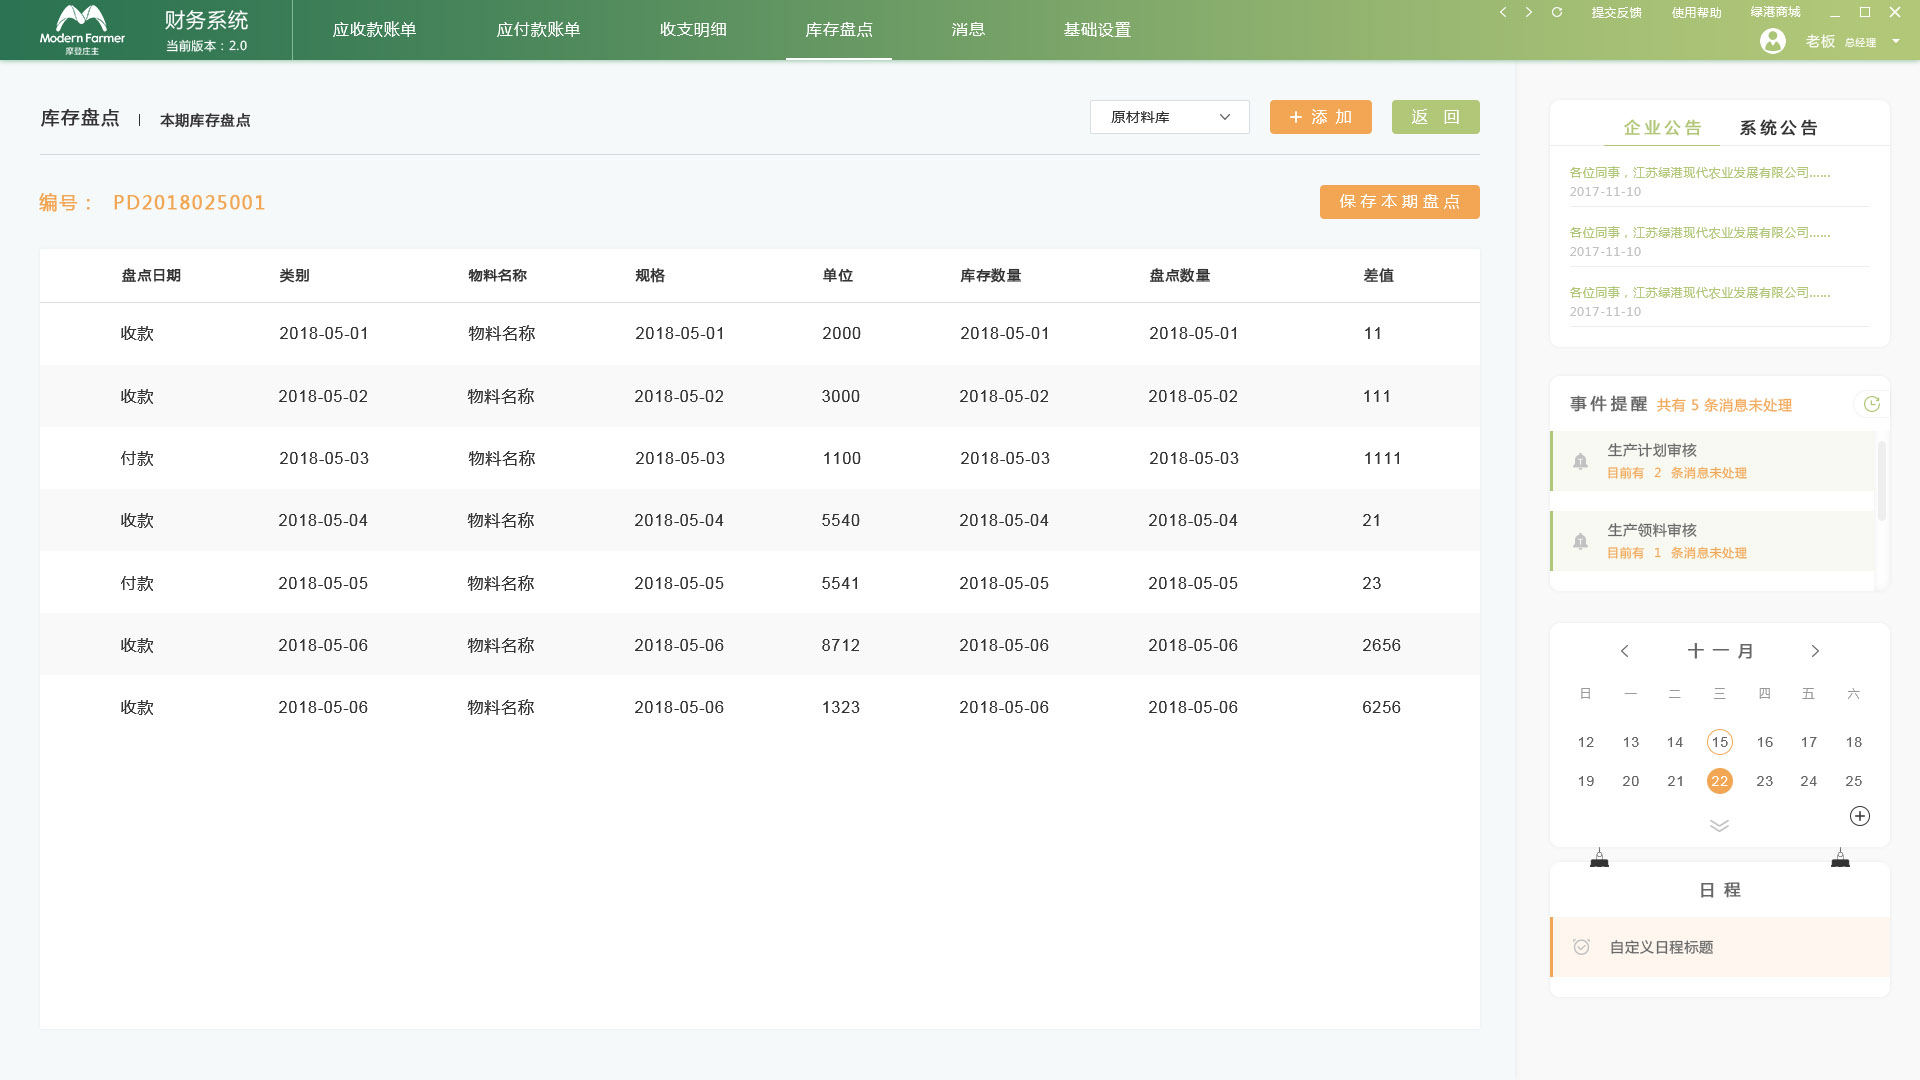 Modern Farmer
摩登庄主
财务系统
当前版本：2.0
应收款账单
应付款账单
收支明细
库存盘点
消息
基础设置
提交反馈
使用帮助
绿港商城
老板 总经理
库存盘点 | 本期库存盘点
原材料库
+ 添 加
返 回
编号： PD2018025001
保存本期盘点
盘点日期 类别 物料名称 规格 单位 库存数量 盘点数量 差值
收款 2018-05-01 物料名称 2018-05-01 2000 2018-05-01 2018-05-01 11
收款 2018-05-02 物料名称 2018-05-02 3000 2018-05-02 2018-05-02 111
付款 2018-05-03 物料名称 2018-05-03 1100 2018-05-03 2018-05-03 1111
收款 2018-05-04 物料名称 2018-05-04 5540 2018-05-04 2018-05-04 21
付款 2018-05-05 物料名称 2018-05-05 5541 2018-05-05 2018-05-05 23
收款 2018-05-06 物料名称 2018-05-06 8712 2018-05-06 2018-05-06 2656
收款 2018-05-06 物料名称 2018-05-06 1323 2018-05-06 2018-05-06 6256
企业公告 系统公告
各位同事，江苏绿港现代农业发展有限公司......
2017-11-10
各位同事，江苏绿港现代农业发展有限公司......
2017-11-10
各位同事，江苏绿港现代农业发展有限公司......
2017-11-10
事件提醒 共有 5 条消息未处理
生产计划审核
目前有 2 条消息未处理
生产领料审核
目前有 1 条消息未处理
十一月
日 一 二 三 四 五 六
12 13 14 15 16 17 18
19 20 21 22 23 24 25
日 程
自定义日程标题